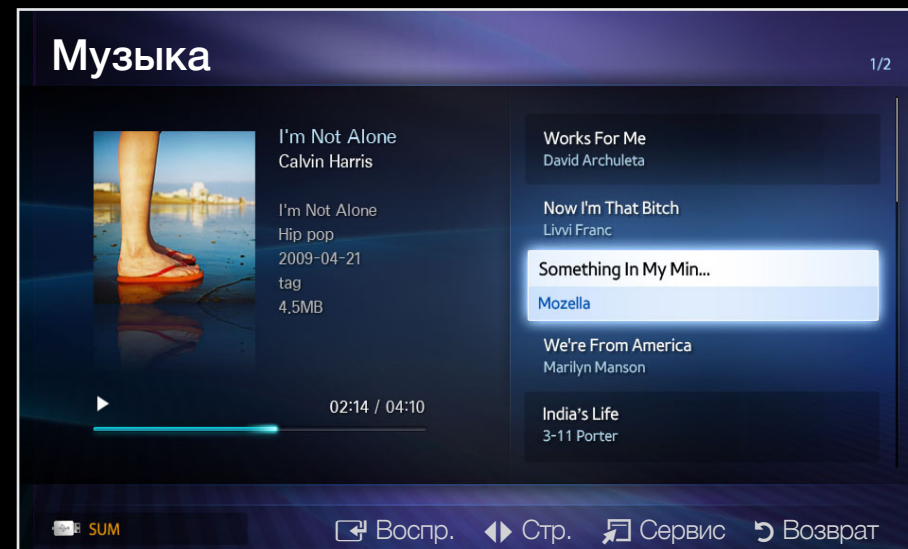 Музыка
1/2
I'm Not Alone
Calvin Harris
I'm Not Alone
Hip pop
2009-04-21
tag
4.5MB
02:14 / 04:10
Works For Me
David Archuleta
Now I'm That Bitch
Livvi Franc
Something In My Min...
Mozella
We're From America
Marilyn Manson
India's Life
3-11 Porter
SUM
Воспр. Стр. Сервис Возврат